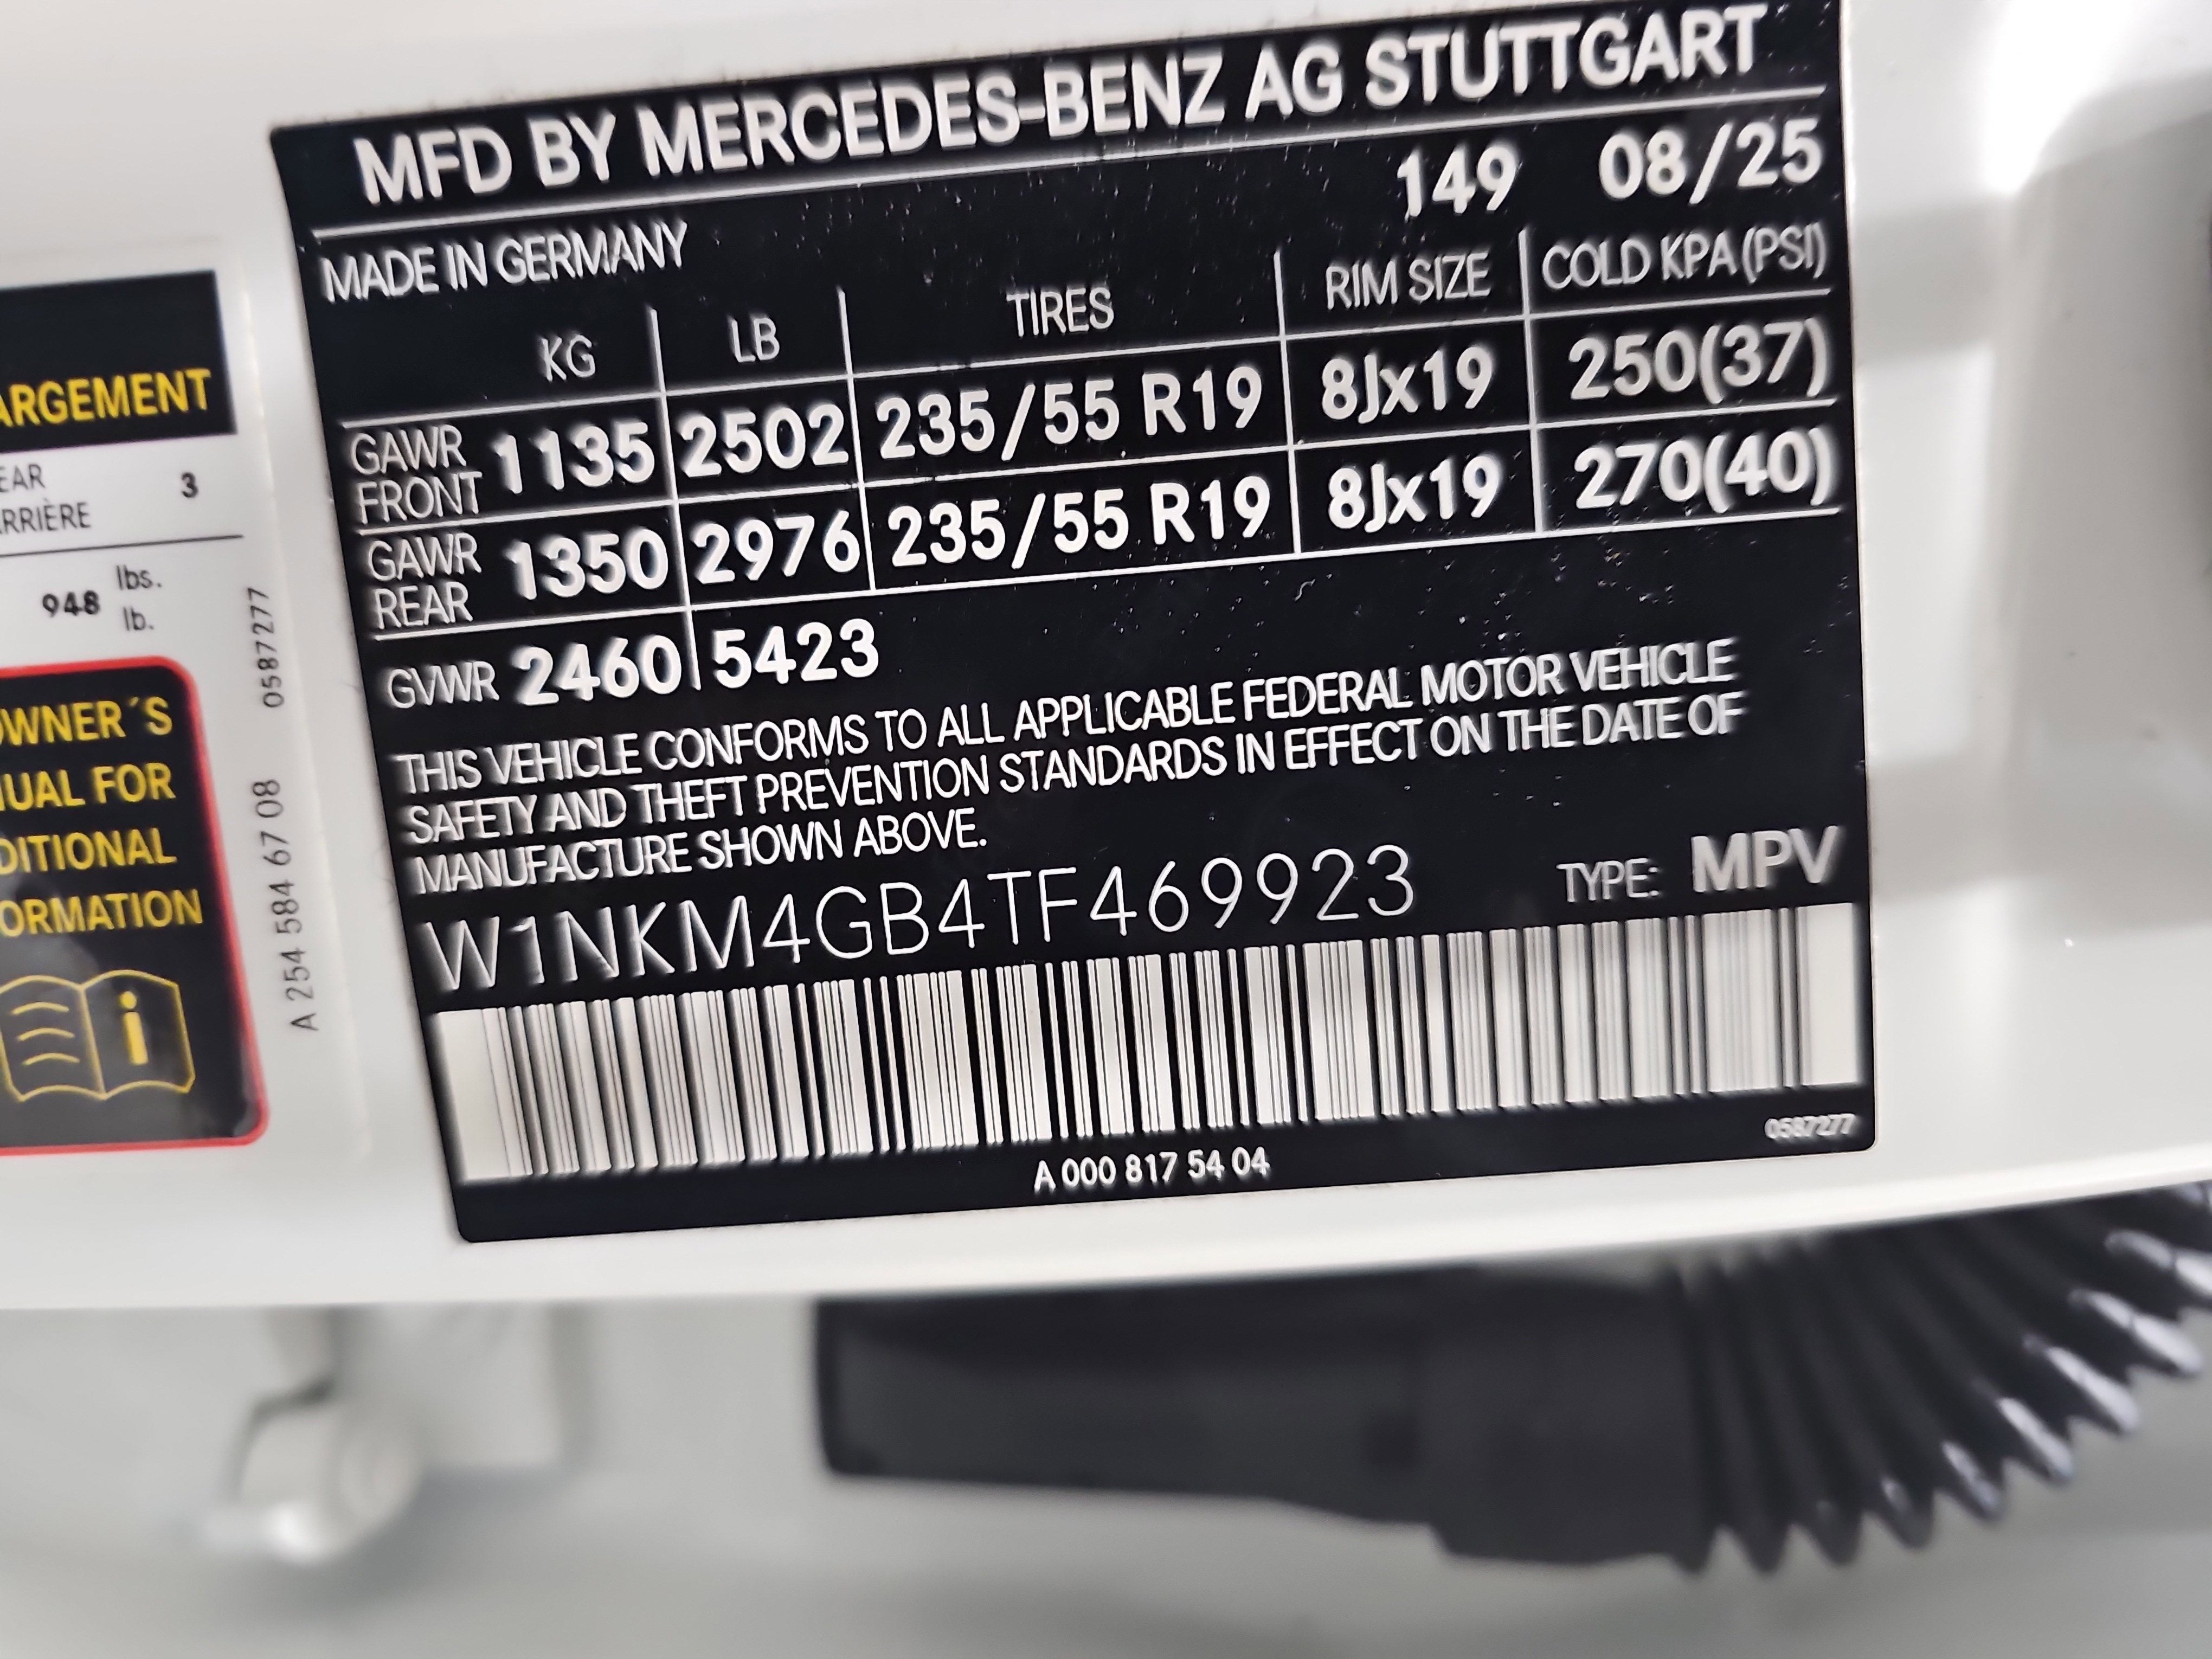 MFD BY MERCEDES-BENZ AG STUTTGART
MADE IN GERMANY 149 08/25
KG LB TIRES RIM SIZE COLD KPA(PSI)
GAWR FRONT 1135 2502 235/55 R19 8Jx19 250(37)
GAWR REAR 1350 2976 235/55 R19 8Jx19 270(40)
GVWR 2460 5423
THIS VEHICLE CONFORMS TO ALL APPLICABLE FEDERAL MOTOR VEHICLE
SAFETY AND THEFT PREVENTION STANDARDS IN EFFECT ON THE DATE OF
MANUFACTURE SHOWN ABOVE.
W1NKM4GB4TF469923 TYPE: MPV
0587277
A 000 817 54 04
ARGEMENT
EAR 3
RRIÈRE
948 lbs.
lb.
OWNER´S
NUAL FOR
DITIONAL
ORMATION
i
A 254 584 67 08 0587277